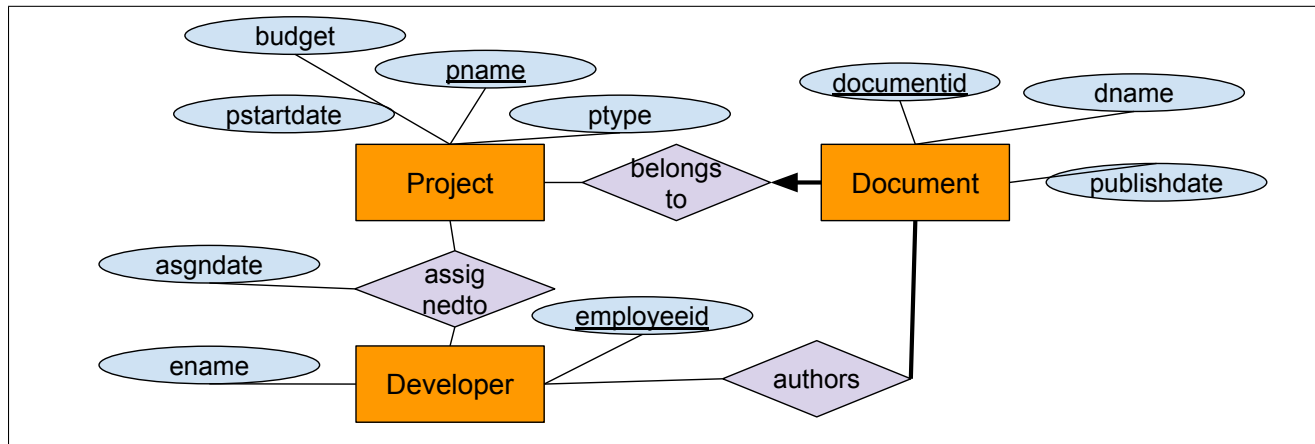 budget
pname
documentid
dname
pstartdate
ptype
Project
belongs
to
Document
publishdate
asgndate
assig
nedto
employeeid
ename
Developer
authors